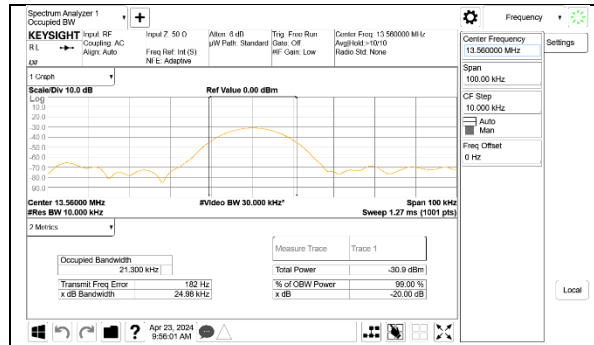 Spectrum Analyzer 1
Occupied BW
Frequency
KEYSIGHT
Input: RF
Coupling: AC
Align: Auto
Input Z: 50 Ω
Freq Ref: Int (S)
NFE: Adaptive
Atten: 6 dB
µW Path: Standard
Trig: Free Run
Gate: Off
#IF Gain: Low
Center Freq: 13.560000 MHz
Avg|Hold:>10/10
Radio Std: None
R L
Center Frequency
13.560000 MHz
Settings
Span
100.00 kHz
CF Step
10.000 kHz
Auto
Man
Freq Offset
0 Hz
1 Graph
Scale/Div 10.0 dB
Ref Value 0.00 dBm
Log
-10.0
-20.0
-30.0
-40.0
-50.0
-60.0
-70.0
-80.0
-90.0
Center 13.56000 MHz
#Video BW 30.000 kHz*
Span 100 kHz
#Res BW 10.000 kHz
Sweep 1.27 ms (1001 pts)
2 Metrics
Measure Trace
Trace 1
Occupied Bandwidth
21.300 kHz
Total Power
-30.9 dBm
Transmit Freq Error
182 Hz
% of OBW Power
99.00 %
x dB Bandwidth
24.98 kHz
x dB
-20.00 dB
Local
Apr 23, 2024
9:56:01 AM